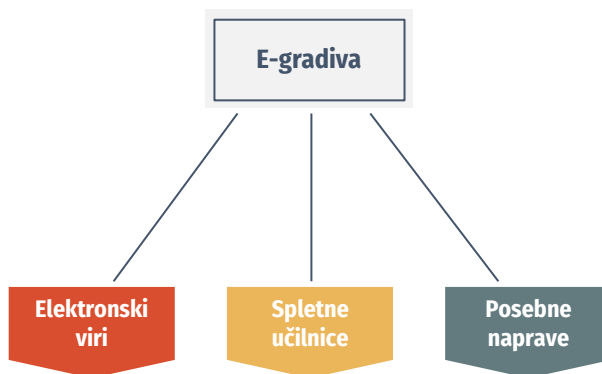 E-gradiva
Elektronski
viri
Spletne
učilnice
Posebne
naprave